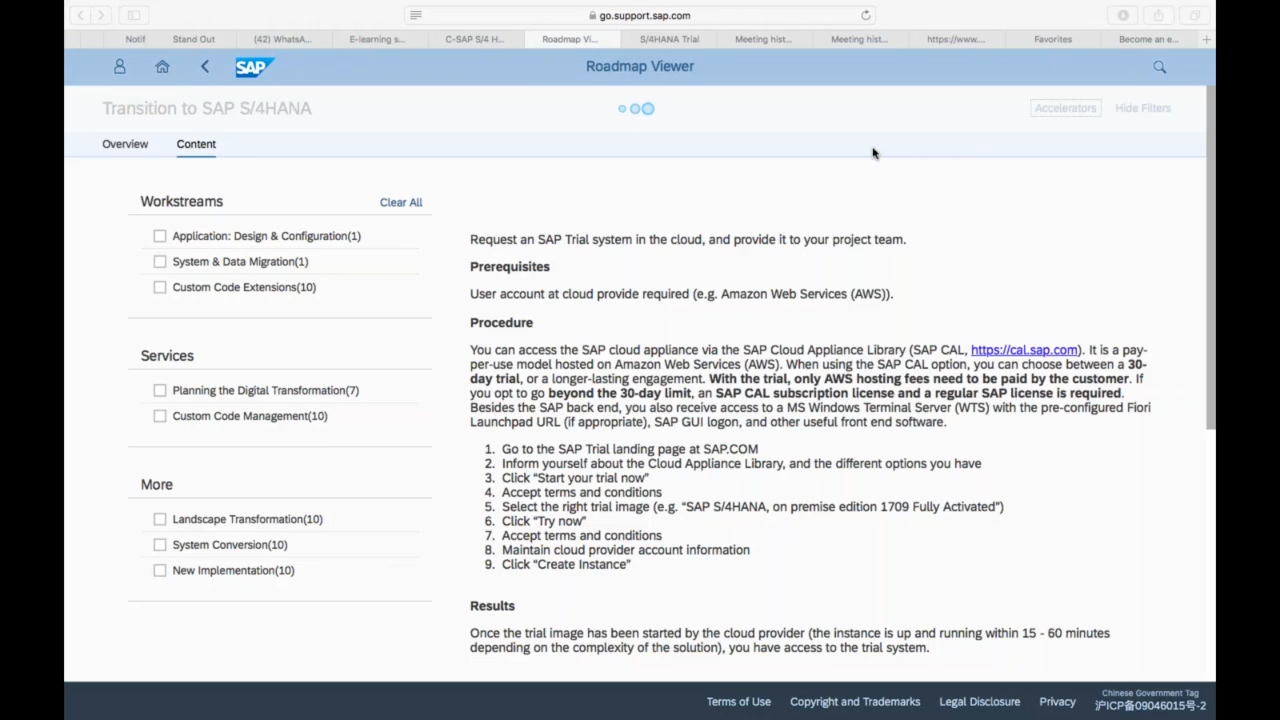 go.support.sap.com
Notif
Stand Out
(42) WhatsA...
E-learning s...
C-SAP S/4 H...
Roadmap Vi...
S/4HANA Trial
Meeting hist...
Meeting hist...
https://www....
Favorites
Become an e...
SAP
Roadmap Viewer
Transition to SAP S/4HANA
Accelerators
Hide Filters
Overview
Content
Workstreams
Clear All
Application: Design & Configuration(1)
System & Data Migration(1)
Custom Code Extensions(10)
Services
Planning the Digital Transformation(7)
Custom Code Management(10)
More
Landscape Transformation(10)
System Conversion(10)
New Implementation(10)
Request an SAP Trial system in the cloud, and provide it to your project team.
Prerequisites
User account at cloud provide required (e.g. Amazon Web Services (AWS)).
Procedure
You can access the SAP cloud appliance via the SAP Cloud Appliance Library (SAP CAL, https://cal.sap.com). It is a pay-
per-use model hosted on Amazon Web Services (AWS). When using the SAP CAL option, you can choose between a 30-
day trial, or a longer-lasting engagement. With the trial, only AWS hosting fees need to be paid by the customer. If
you opt to go beyond the 30-day limit, an SAP CAL subscription license and a regular SAP license is required.
Besides the SAP back end, you also receive access to a MS Windows Terminal Server (WTS) with the pre-configured Fiori
Launchpad URL (if appropriate), SAP GUI logon, and other useful front end software.
1. Go to the SAP Trial landing page at SAP.COM
2. Inform yourself about the Cloud Appliance Library, and the different options you have
3. Click “Start your trial now”
4. Accept terms and conditions
5. Select the right trial image (e.g. “SAP S/4HANA, on premise edition 1709 Fully Activated”)
6. Click “Try now”
7. Accept terms and conditions
8. Maintain cloud provider account information
9. Click “Create Instance”
Results
Once the trial image has been started by the cloud provider (the instance is up and running within 15 - 60 minutes
depending on the complexity of the solution), you have access to the trial system.
Terms of Use
Copyright and Trademarks
Legal Disclosure
Privacy
Chinese Government Tag
沪ICP备09046015号-2